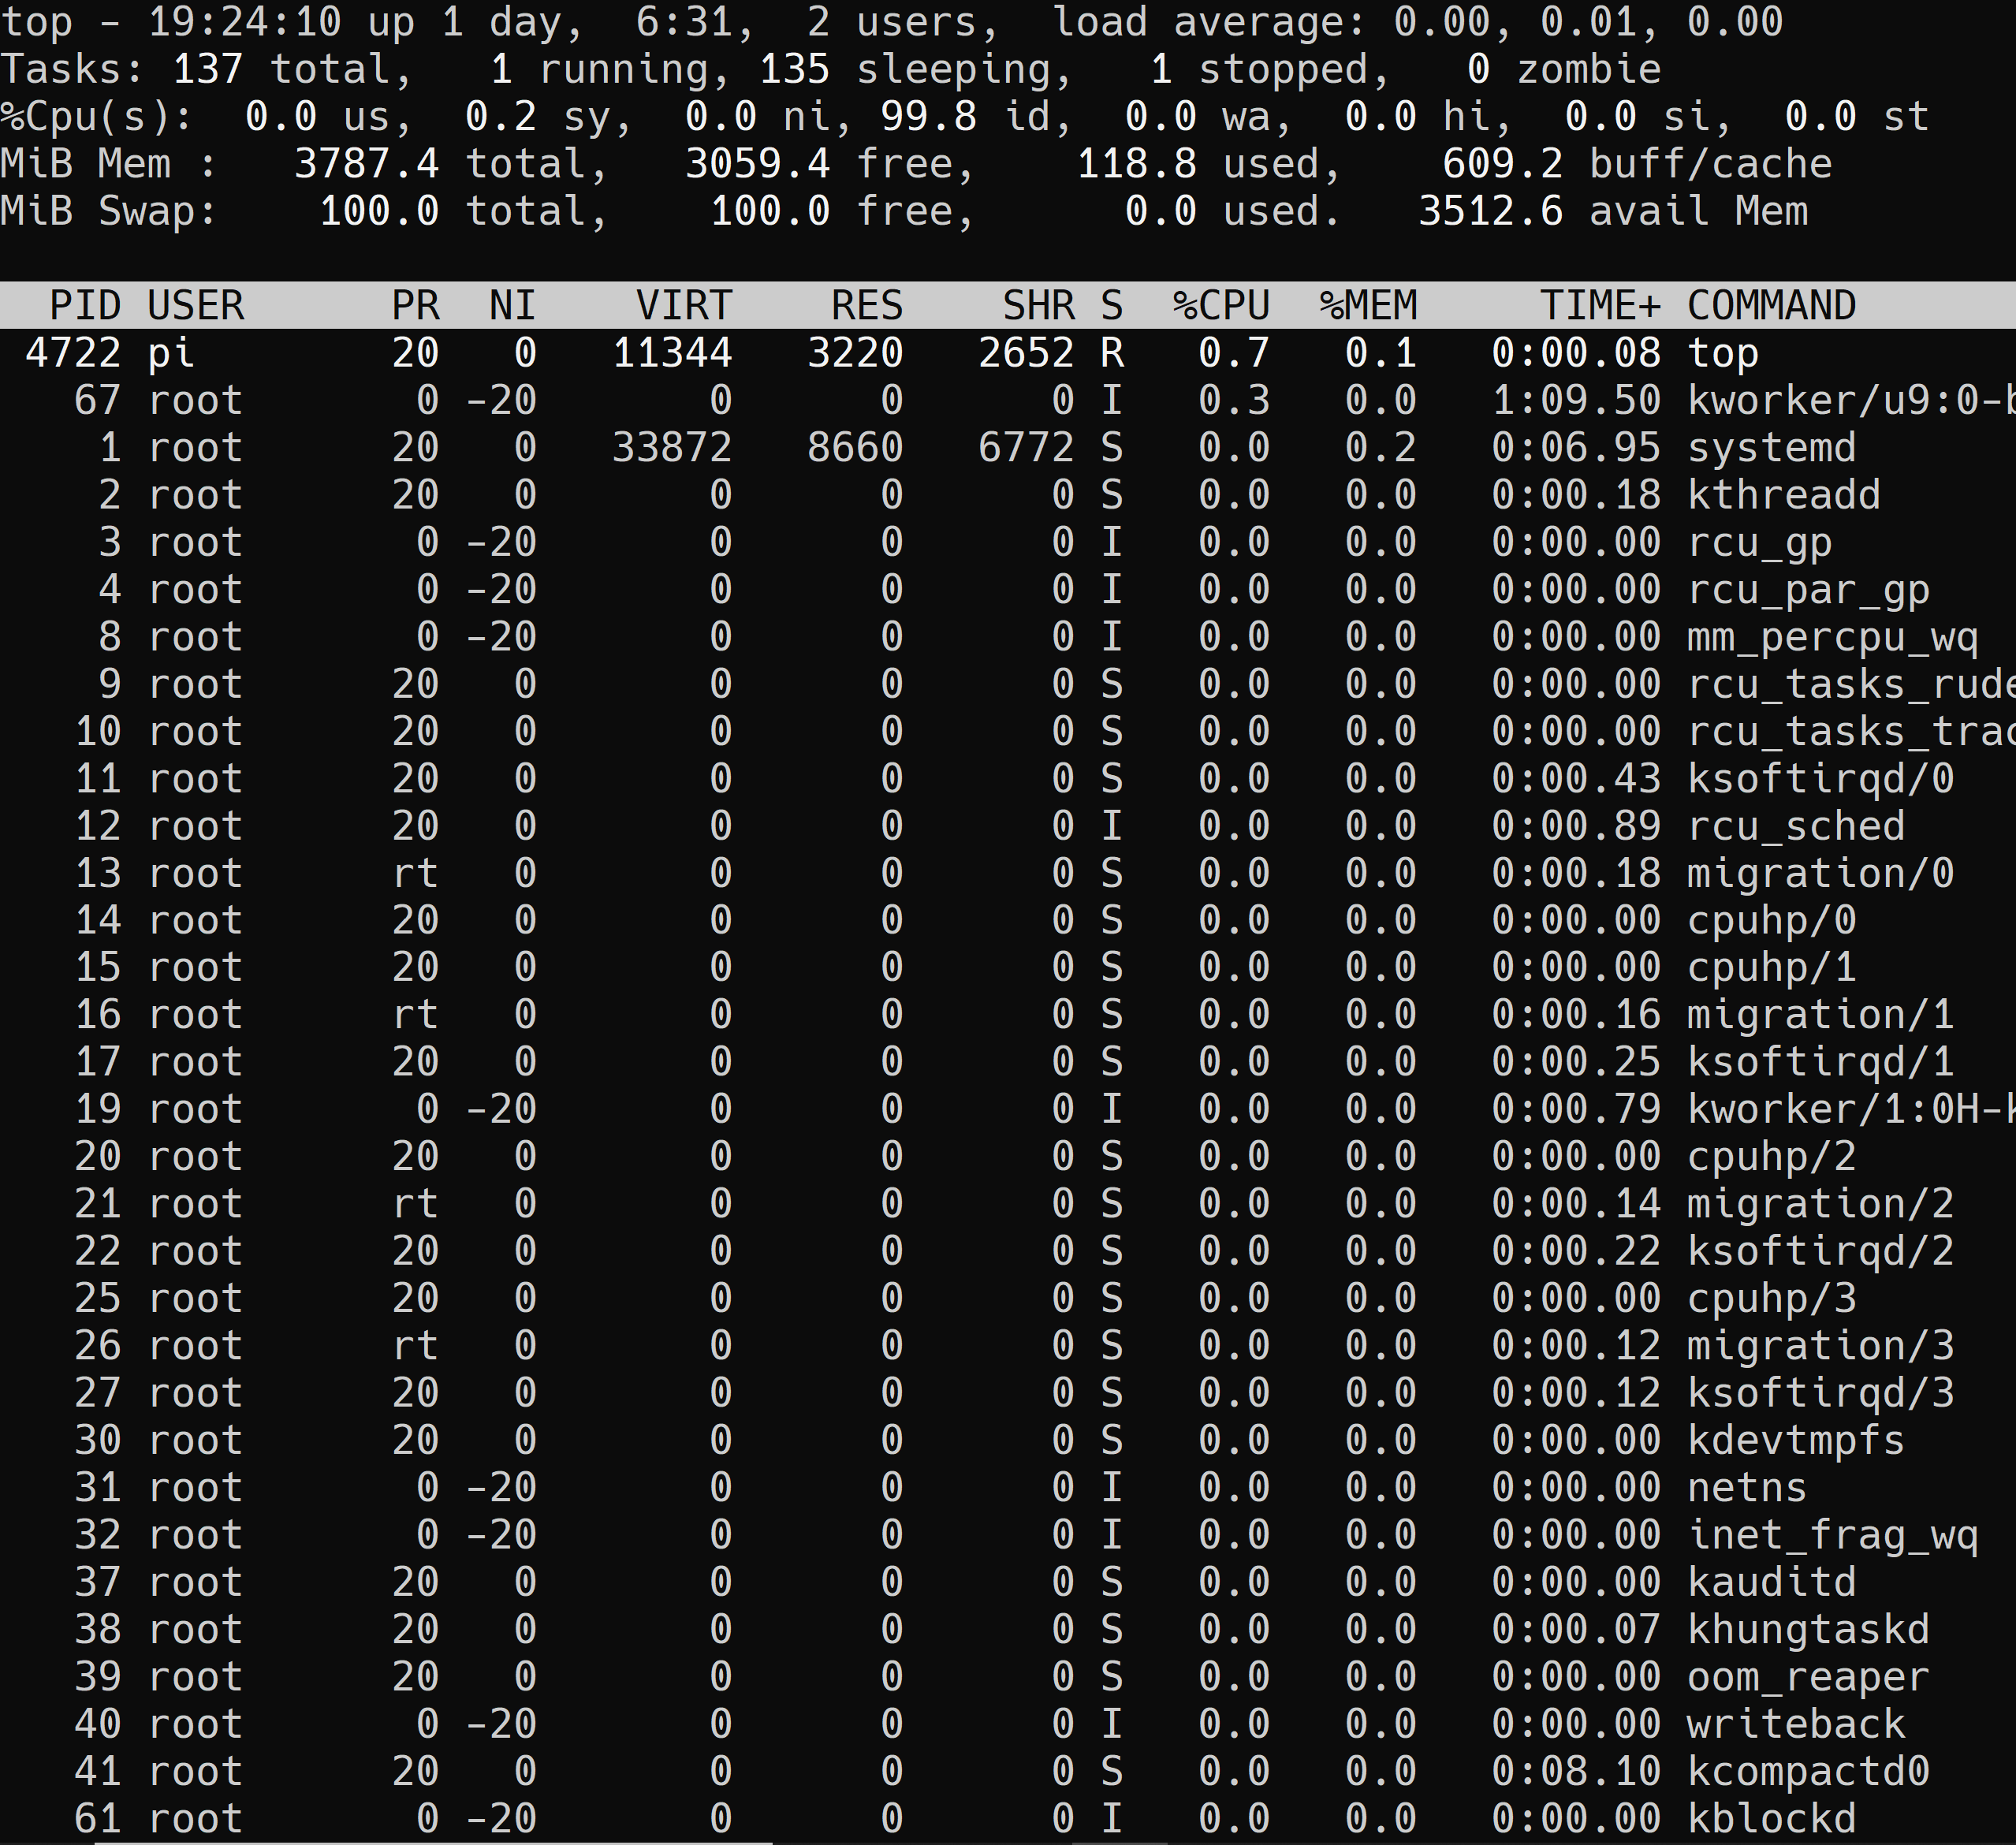 top - 19:24:10 up 1 day,  6:31,  2 users,  load average: 0.00, 0.01, 0.00
Tasks: 137 total,   1 running, 135 sleeping,   1 stopped,   0 zombie
%Cpu(s):  0.0 us,  0.2 sy,  0.0 ni, 99.8 id,  0.0 wa,  0.0 hi,  0.0 si,  0.0 st
MiB Mem :   3787.4 total,   3059.4 free,    118.8 used,    609.2 buff/cache
MiB Swap:    100.0 total,    100.0 free,      0.0 used.   3512.6 avail Mem
PID USER      PR  NI    VIRT    RES    SHR S  %CPU  %MEM     TIME+ COMMAND
4722 pi        20   0   11344   3220   2652 R   0.7   0.1   0:00.08 top
67 root       0 -20       0      0      0 I   0.3   0.0   1:09.50 kworker/u9:0-b
1 root      20   0   33872   8660   6772 S   0.0   0.2   0:06.95 systemd
2 root      20   0       0      0      0 S   0.0   0.0   0:00.18 kthreadd
3 root       0 -20       0      0      0 I   0.0   0.0   0:00.00 rcu_gp
4 root       0 -20       0      0      0 I   0.0   0.0   0:00.00 rcu_par_gp
8 root       0 -20       0      0      0 I   0.0   0.0   0:00.00 mm_percpu_wq
9 root      20   0       0      0      0 S   0.0   0.0   0:00.00 rcu_tasks_rude
10 root      20   0       0      0      0 S   0.0   0.0   0:00.00 rcu_tasks_trac
11 root      20   0       0      0      0 S   0.0   0.0   0:00.43 ksoftirqd/0
12 root      20   0       0      0      0 I   0.0   0.0   0:00.89 rcu_sched
13 root      rt   0       0      0      0 S   0.0   0.0   0:00.18 migration/0
14 root      20   0       0      0      0 S   0.0   0.0   0:00.00 cpuhp/0
15 root      20   0       0      0      0 S   0.0   0.0   0:00.00 cpuhp/1
16 root      rt   0       0      0      0 S   0.0   0.0   0:00.16 migration/1
17 root      20   0       0      0      0 S   0.0   0.0   0:00.25 ksoftirqd/1
19 root       0 -20       0      0      0 I   0.0   0.0   0:00.79 kworker/1:0H-k
20 root      20   0       0      0      0 S   0.0   0.0   0:00.00 cpuhp/2
21 root      rt   0       0      0      0 S   0.0   0.0   0:00.14 migration/2
22 root      20   0       0      0      0 S   0.0   0.0   0:00.22 ksoftirqd/2
25 root      20   0       0      0      0 S   0.0   0.0   0:00.00 cpuhp/3
26 root      rt   0       0      0      0 S   0.0   0.0   0:00.12 migration/3
27 root      20   0       0      0      0 S   0.0   0.0   0:00.12 ksoftirqd/3
30 root      20   0       0      0      0 S   0.0   0.0   0:00.00 kdevtmpfs
31 root       0 -20       0      0      0 I   0.0   0.0   0:00.00 netns
32 root       0 -20       0      0      0 I   0.0   0.0   0:00.00 inet_frag_wq
37 root      20   0       0      0      0 S   0.0   0.0   0:00.00 kauditd
38 root      20   0       0      0      0 S   0.0   0.0   0:00.07 khungtaskd
39 root      20   0       0      0      0 S   0.0   0.0   0:00.00 oom_reaper
40 root       0 -20       0      0      0 I   0.0   0.0   0:00.00 writeback
41 root      20   0       0      0      0 S   0.0   0.0   0:08.10 kcompactd0
61 root       0 -20       0      0      0 I   0.0   0.0   0:00.00 kblockd